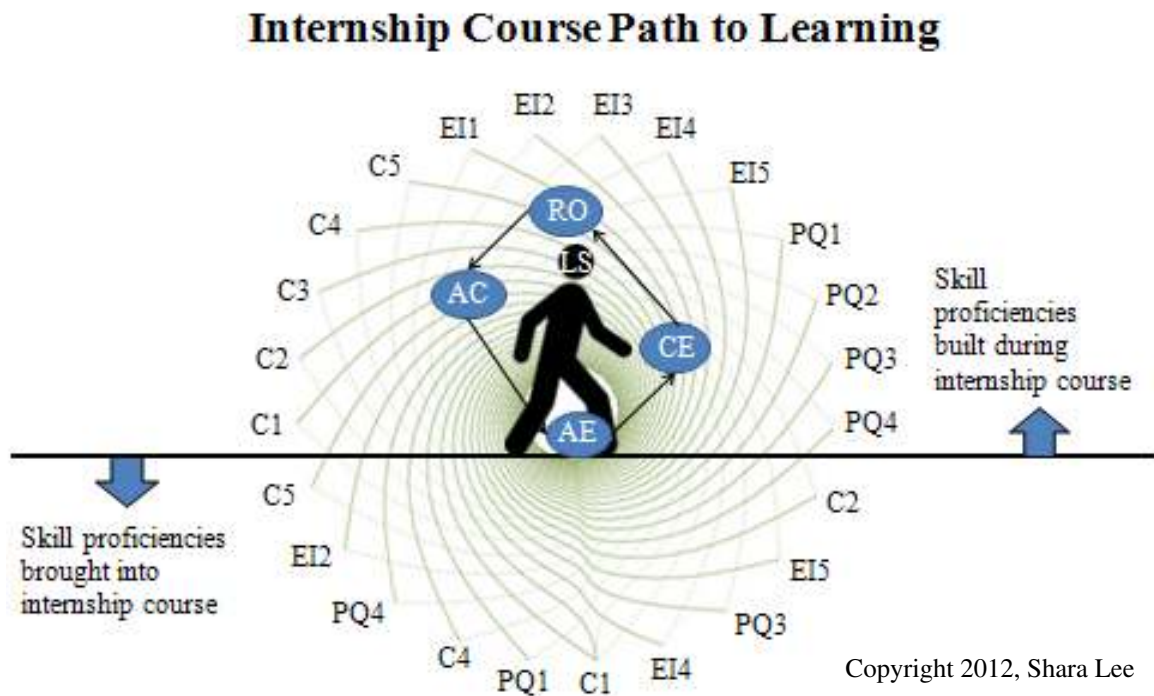 Internship Course Path to Learning
EI2
EI3
EI1
EI4
C5
EI5
RO
C4
PQ1
LS
C3
AC
PQ2
Skill
proficiencies
built during
internship course
C2
CE
PQ3
C1
AE
PQ4
C5
C2
Skill proficiencies
brought into
internship course
EI2
EI5
PQ4
PQ3
C4
EI4
PQ1
C1
Copyright 2012, Shara Lee